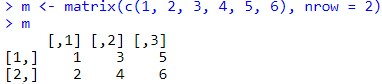 > m <- matrix(c(1, 2, 3, 4, 5, 6), nrow = 2)
> m
     [,1] [,2] [,3]
[1,]    1    3    5
[2,]    2    4    6